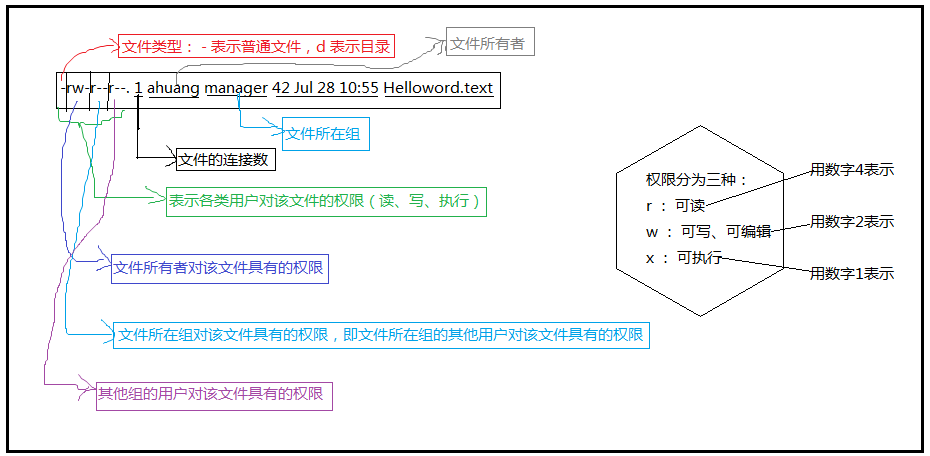 文件类型：- 表示普通文件，d 表示目录
文件所有者
-rw-r--r--. 1 ahuang manager 42 Jul 28 10:55 Helloword.text
文件所在组
文件的连接数
表示各类用户对该文件的权限（读、写、执行）
文件所有者对该文件具有的权限
文件所在组对该文件具有的权限，即文件所在组的其他用户对该文件具有的权限
其他组的用户对该文件具有的权限
权限分为三种：
r ： 可读
w ： 可写、可编辑
x ： 可执行
用数字4表示
用数字2表示
用数字1表示